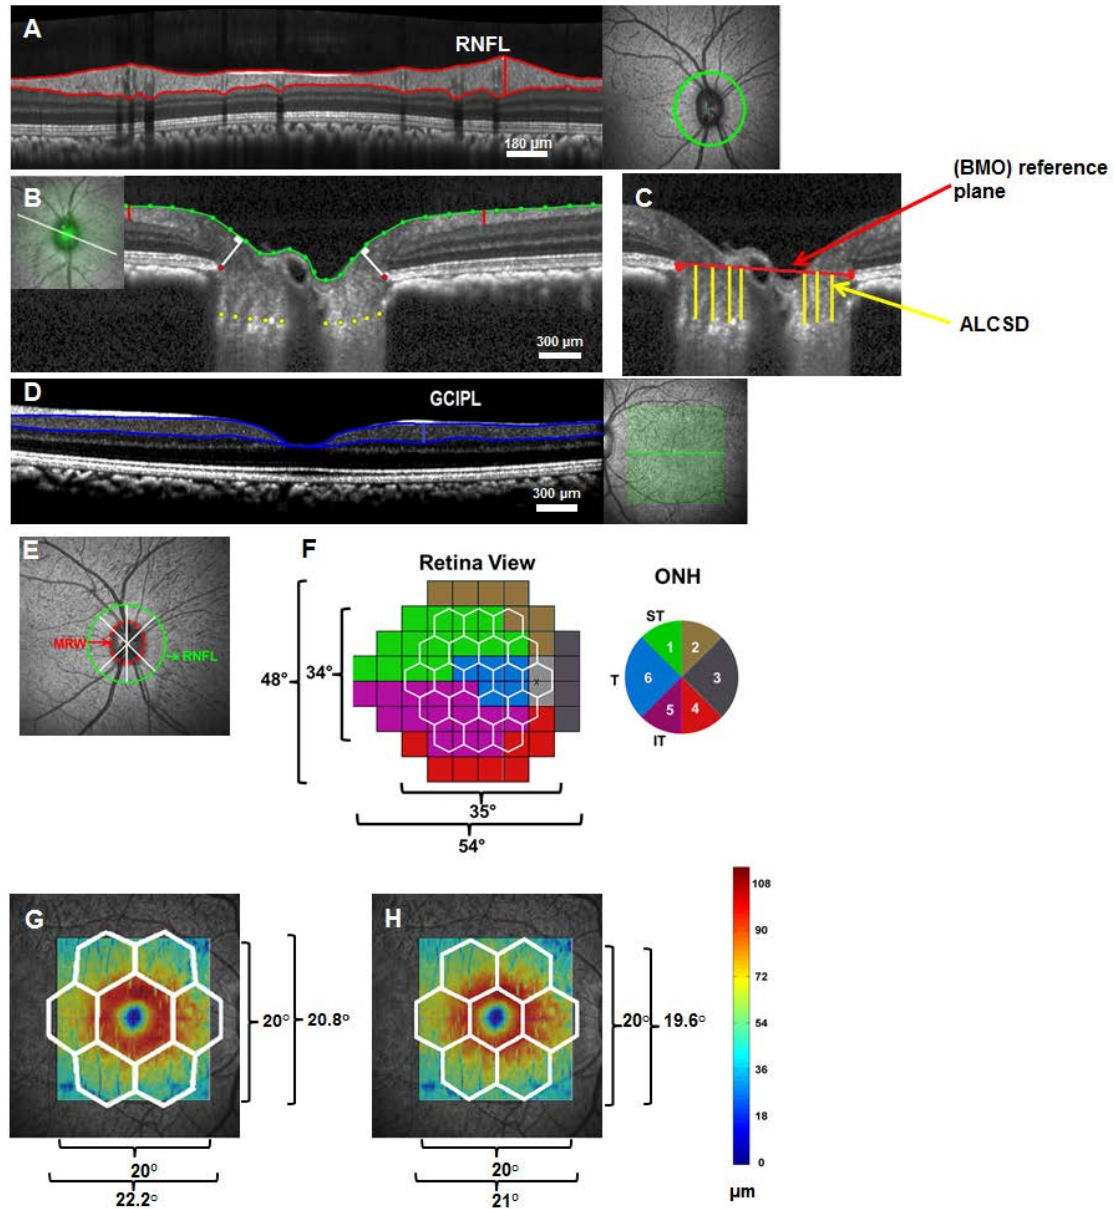 A
RNFL
180 µm
B
300 µm
C
(BMO) reference
plane
ALCSD
D
GCIPL
300 µm
E
MRW
RNFL
F
Retina View
48°
34°
x
35°
54°
ONH
ST
1
2
T
6
3
5
4
IT
G
20°
20.8°
20°
22.2°
H
20°
19.6°
20°
21°
108
90
72
54
36
18
0
µm